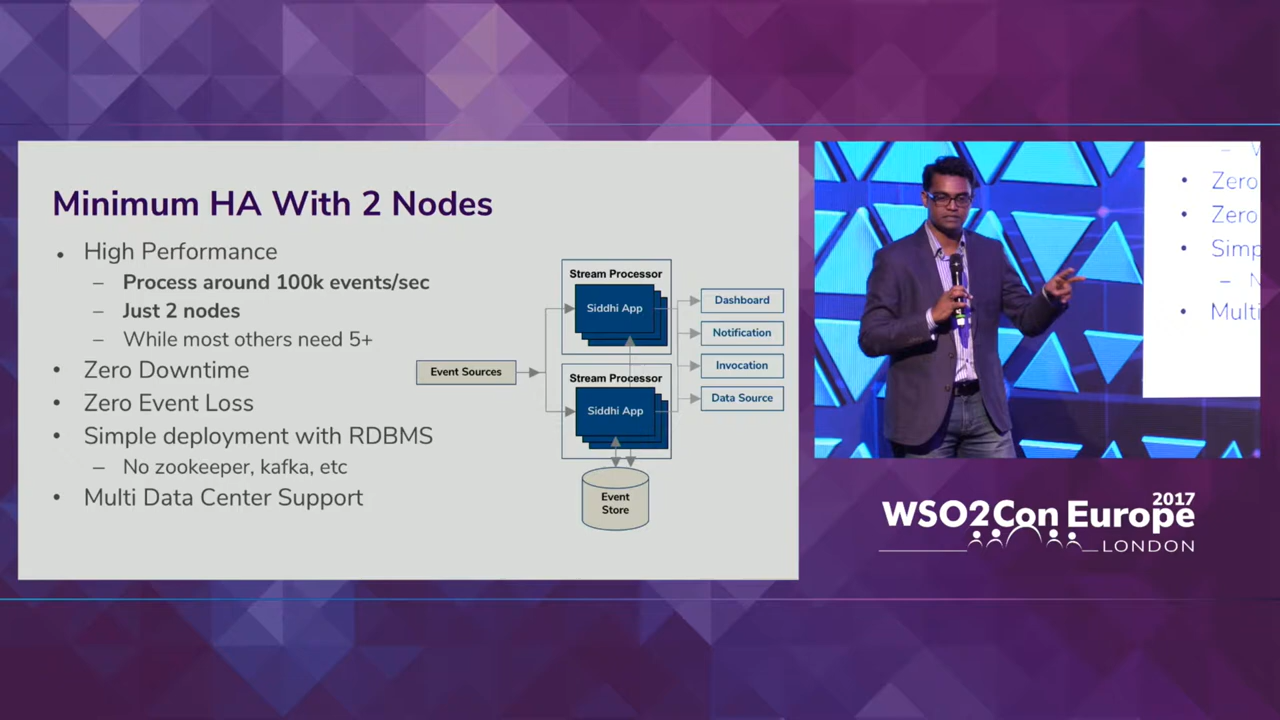 Minimum HA With 2 Nodes
• High Performance
– Process around 100k events/sec
– Just 2 nodes
– While most others need 5+
• Zero Downtime
• Zero Event Loss
• Simple deployment with RDBMS
– No zookeeper, kafka, etc
• Multi Data Center Support
Event Sources
Stream Processor
Siddhi App
Stream Processor
Siddhi App
Event
Store
Dashboard
Notification
Invocation
Data Source
• Zero
• Zero
• Simp
• Multi
WSO2Con Europe
2017
LONDON